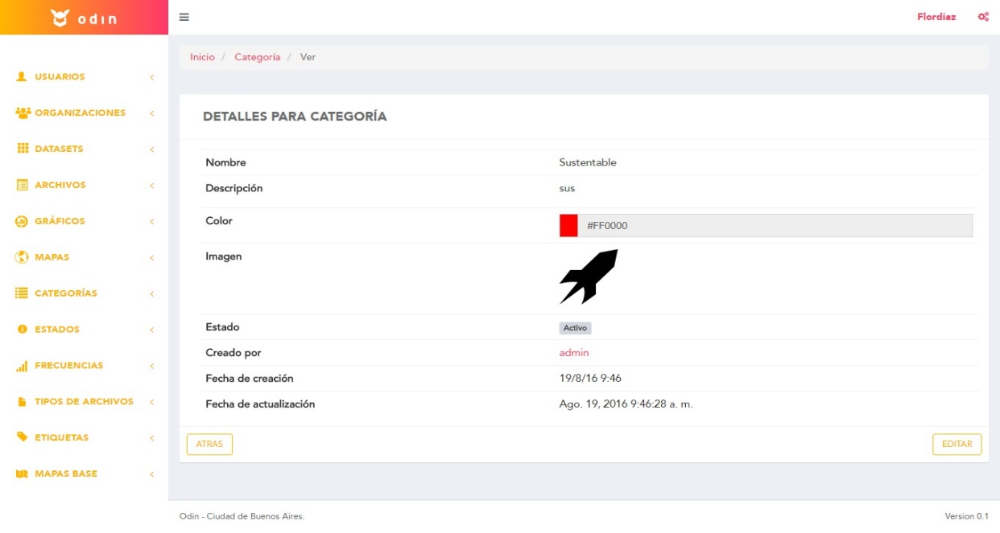 odin
Flordiaz
Inicio / Categoría / Ver
USUARIOS
ORGANIZACIONES
DATASETS
ARCHIVOS
GRÁFICOS
MAPAS
CATEGORÍAS
ESTADOS
FRECUENCIAS
TIPOS DE ARCHIVOS
ETIQUETAS
MAPAS BASE
DETALLES PARA CATEGORÍA
Nombre Sustentable
Descripción sus
Color #FF0000
Imagen
Estado Activo
Creado por admin
Fecha de creación 19/8/16 9:46
Fecha de actualización Ago. 19, 2016 9:46:28 a. m.
ATRAS EDITAR
Odin - Ciudad de Buenos Aires. Version 0.1